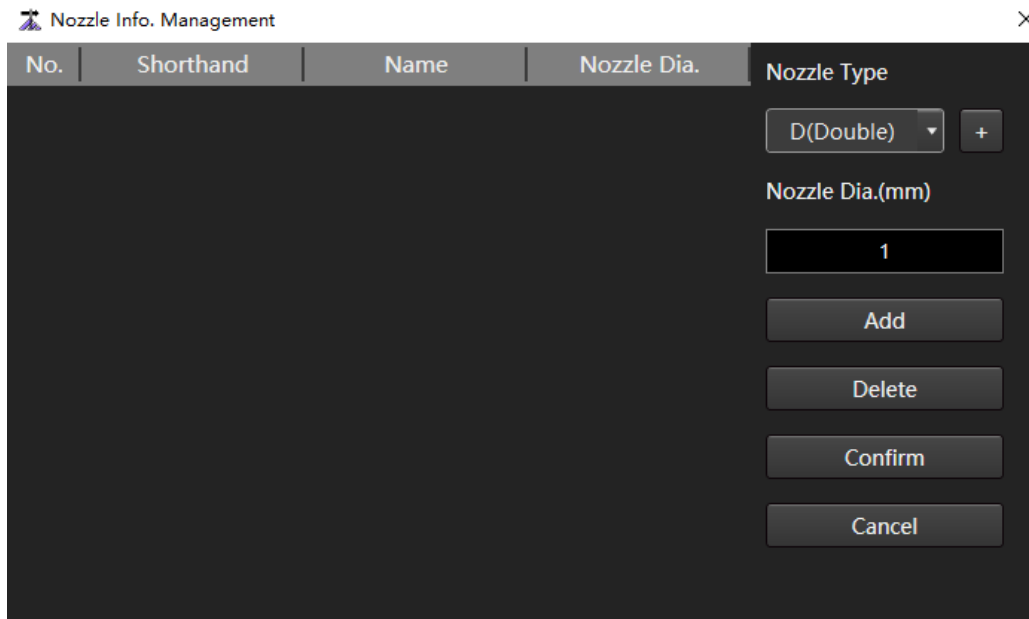 Nozzle Info. Management
No. Shorthand Name Nozzle Dia.
Nozzle Type
D(Double)
+
Nozzle Dia.(mm)
1
Add
Delete
Confirm
Cancel